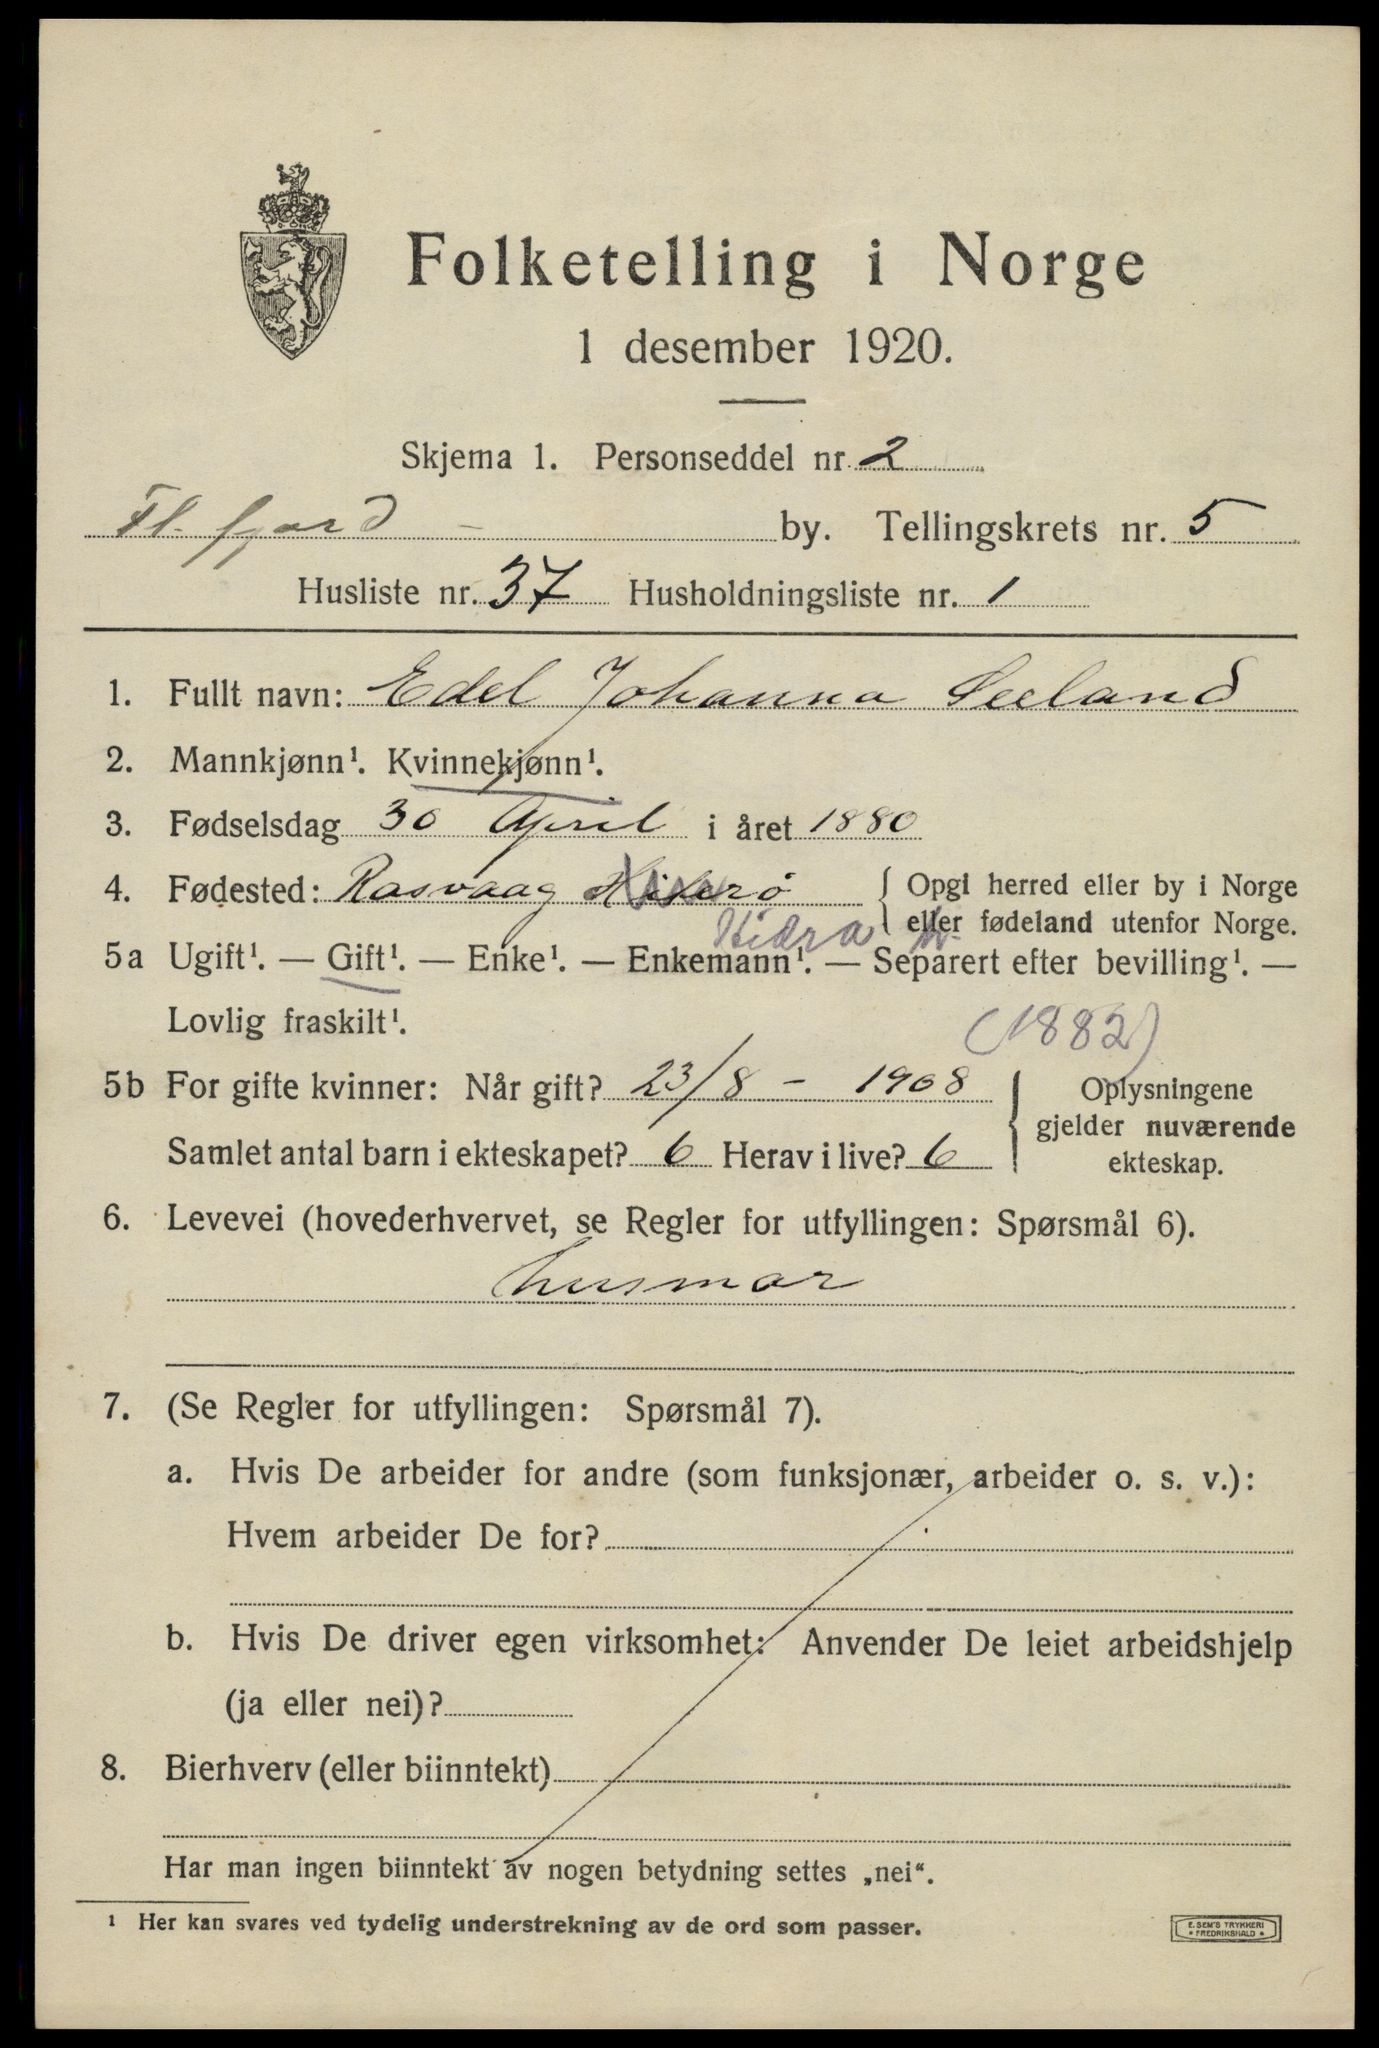 Folketelling i Norge
1 desember 1920.
Skjema 1. Personseddel nr. 2
Fl. fjord - by. Tellingskrets nr. 5
Husliste nr. 37 Husholdningsliste nr. 1
1. Fullt navn: Edel Johanna Seeland
2. Mannkjønn¹. Kvinnekjønn¹.
3. Fødselsdag 30 April i året 1880
4. Fødested: Rasvaag Hiterø { Opgi herred eller by i Norge
eller fødeland utenfor Norge.
Hidra hr.
5a Ugift¹. — Gift¹. — Enke¹. — Enkemann¹. — Separert efter bevilling¹. —
Lovlig fraskilt¹.
(1882)
5b For gifte kvinner: Når gift? 23/8 - 1908 { Oplysningene
gjelder nuværende
Samlet antal barn i ekteskapet? 6 Herav i live? 6 ekteskap.
6. Levevei (hovederhvervet, se Regler for utfyllingen: Spørsmål 6).
husmor
7. (Se Regler for utfyllingen: Spørsmål 7).
a. Hvis De arbeider for andre (som funksjonær, arbeider o. s. v.):
Hvem arbeider De for?
b. Hvis De driver egen virksomhet: Anvender De leiet arbeidshjelp
(ja eller nei)?
8. Bierhverv (eller biinntekt)
Har man ingen biinntekt av nogen betydning settes „nei“.
¹ Her kan svares ved tydelig understrekning av de ord som passer.
E. SEM'S TRYKKERI
• FREDRIKSHALD •